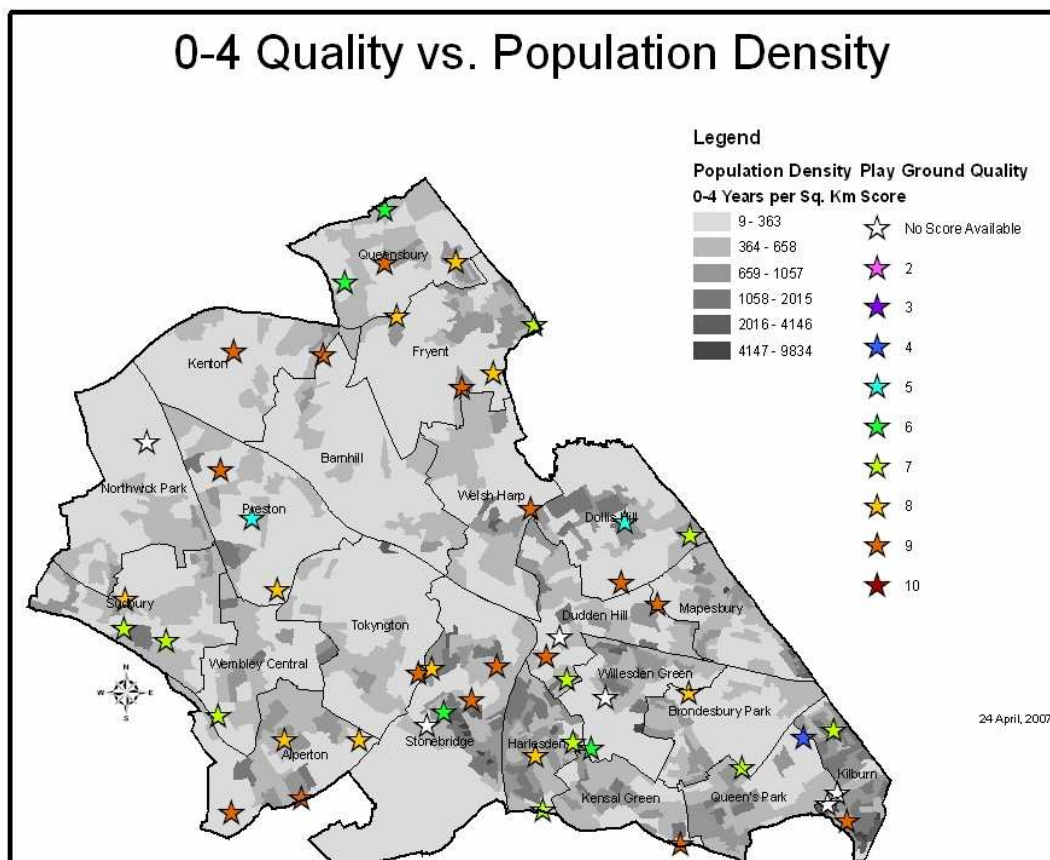 0-4 Quality vs. Population Density
Legend
Population Density Play Ground Quality
0-4 Years per Sq. Km Score
9 - 363
364 - 658
659 - 1057
1058 - 2015
2016 - 4146
4147 - 9834
No Score Available
2
3
4
5
6
7
8
9
10
Queensbury
Kenton
Fryent
Barnhill
Northwick Park
Preston
Welsh Harp
Dollis Hill
Sudbury
Tokyngton
Dudden Hill
Mapesbury
Wembley Central
Willesden Green
Brondesbury Park
Alperton
Stonebridge
Harlesden
Kensal Green
Queen's Park
Kilburn
N
W
E
S
24 April, 2007